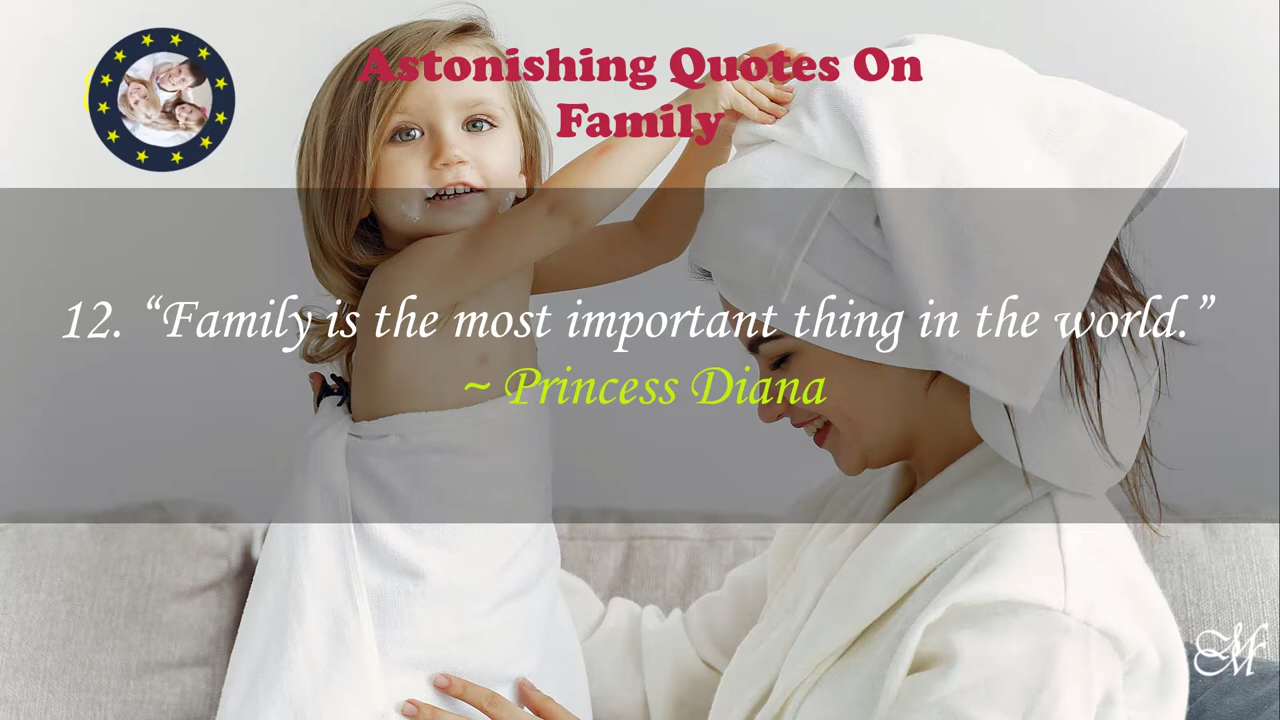 Astonishing Quotes On
Family
12. “Family is the most important thing in the world.”
~ Princess Diana
M